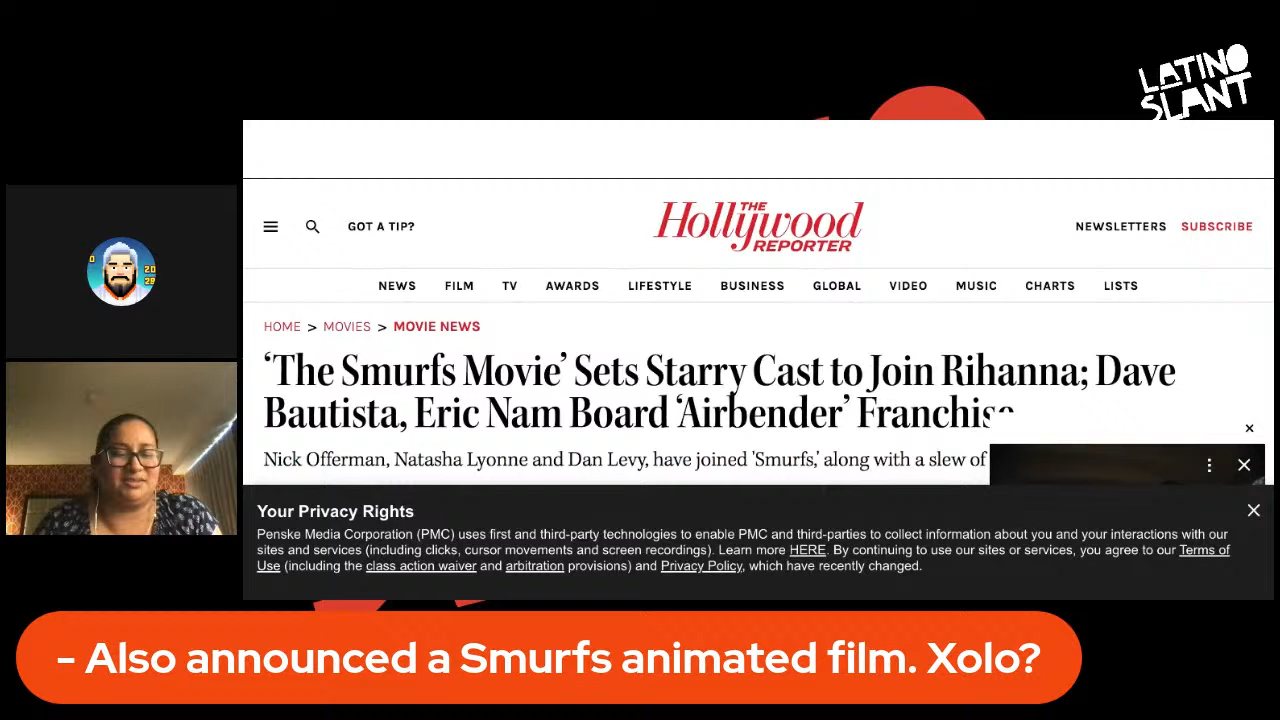 LATINO
SLANT
0
20
28
GOT A TIP?
THE
Hollywood
REPORTER
NEWSLETTERS SUBSCRIBE
NEWS FILM TV AWARDS LIFESTYLE BUSINESS GLOBAL VIDEO MUSIC CHARTS LISTS
HOME > MOVIES > MOVIE NEWS
‘The Smurfs Movie’ Sets Starry Cast to Join Rihanna; Dave
Bautista, Eric Nam Board ‘Airbender’ Franchise
Nick Offerman, Natasha Lyonne and Dan Levy, have joined 'Smurfs,' along with a slew of
Your Privacy Rights
Penske Media Corporation (PMC) uses first and third-party technologies to enable PMC and third-parties to collect information about you and your interactions with our
sites and services (including clicks, cursor movements and screen recordings). Learn more HERE. By continuing to use our sites or services, you agree to our Terms of
Use (including the class action waiver and arbitration provisions) and Privacy Policy, which have recently changed.
- Also announced a Smurfs animated film. Xolo?